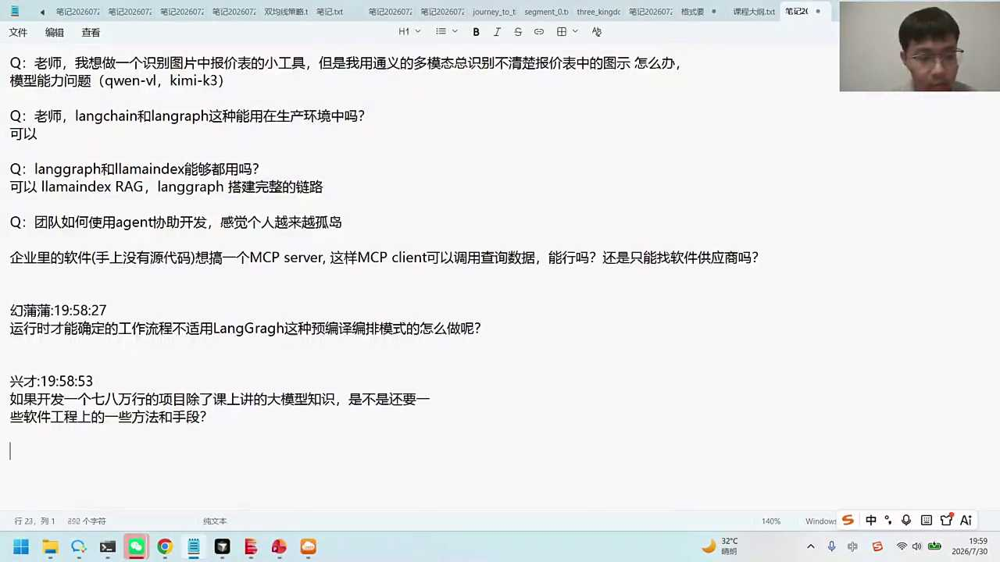 笔记202607
笔记202607
笔记202607
笔记202607
双均线策略.t
笔记.txt
笔记202607
笔记202607
journey_to_t
segment_0.t
three_kingdo
笔记202607
格式要
课程大纲.txt
笔记20
文件 编辑 查看
H1 B I S
Q：老师，我想做一个识别图片中报价表的小工具，但是我用通义的多模态总识别不清楚报价表中的图示 怎么办，
模型能力问题（qwen-vl，kimi-k3）
Q：老师，langchain和langraph这种能用在生产环境中吗？
可以
Q：langgraph和llamaindex能够都用吗？
可以 llamaindex RAG，langgraph 搭建完整的链路
Q：团队如何使用agent协助开发，感觉个人越来越孤岛
企业里的软件(手上没有源代码)想搞一个MCP server, 这样MCP client可以调用查询数据，能行吗？还是只能找软件供应商吗？
幻蒲蒲:19:58:27
运行时才能确定的工作流程不适用LangGragh这种预编译编排模式的怎么做呢？
兴才:19:58:53
如果开发一个七八万行的项目除了课上讲的大模型知识，是不是还要一
些软件工程上的一些方法和手段？
行 23，列 1
个字符
纯文本
140%
Windows
中
Ai
32°C
晴朗
19:59
2026/7/30